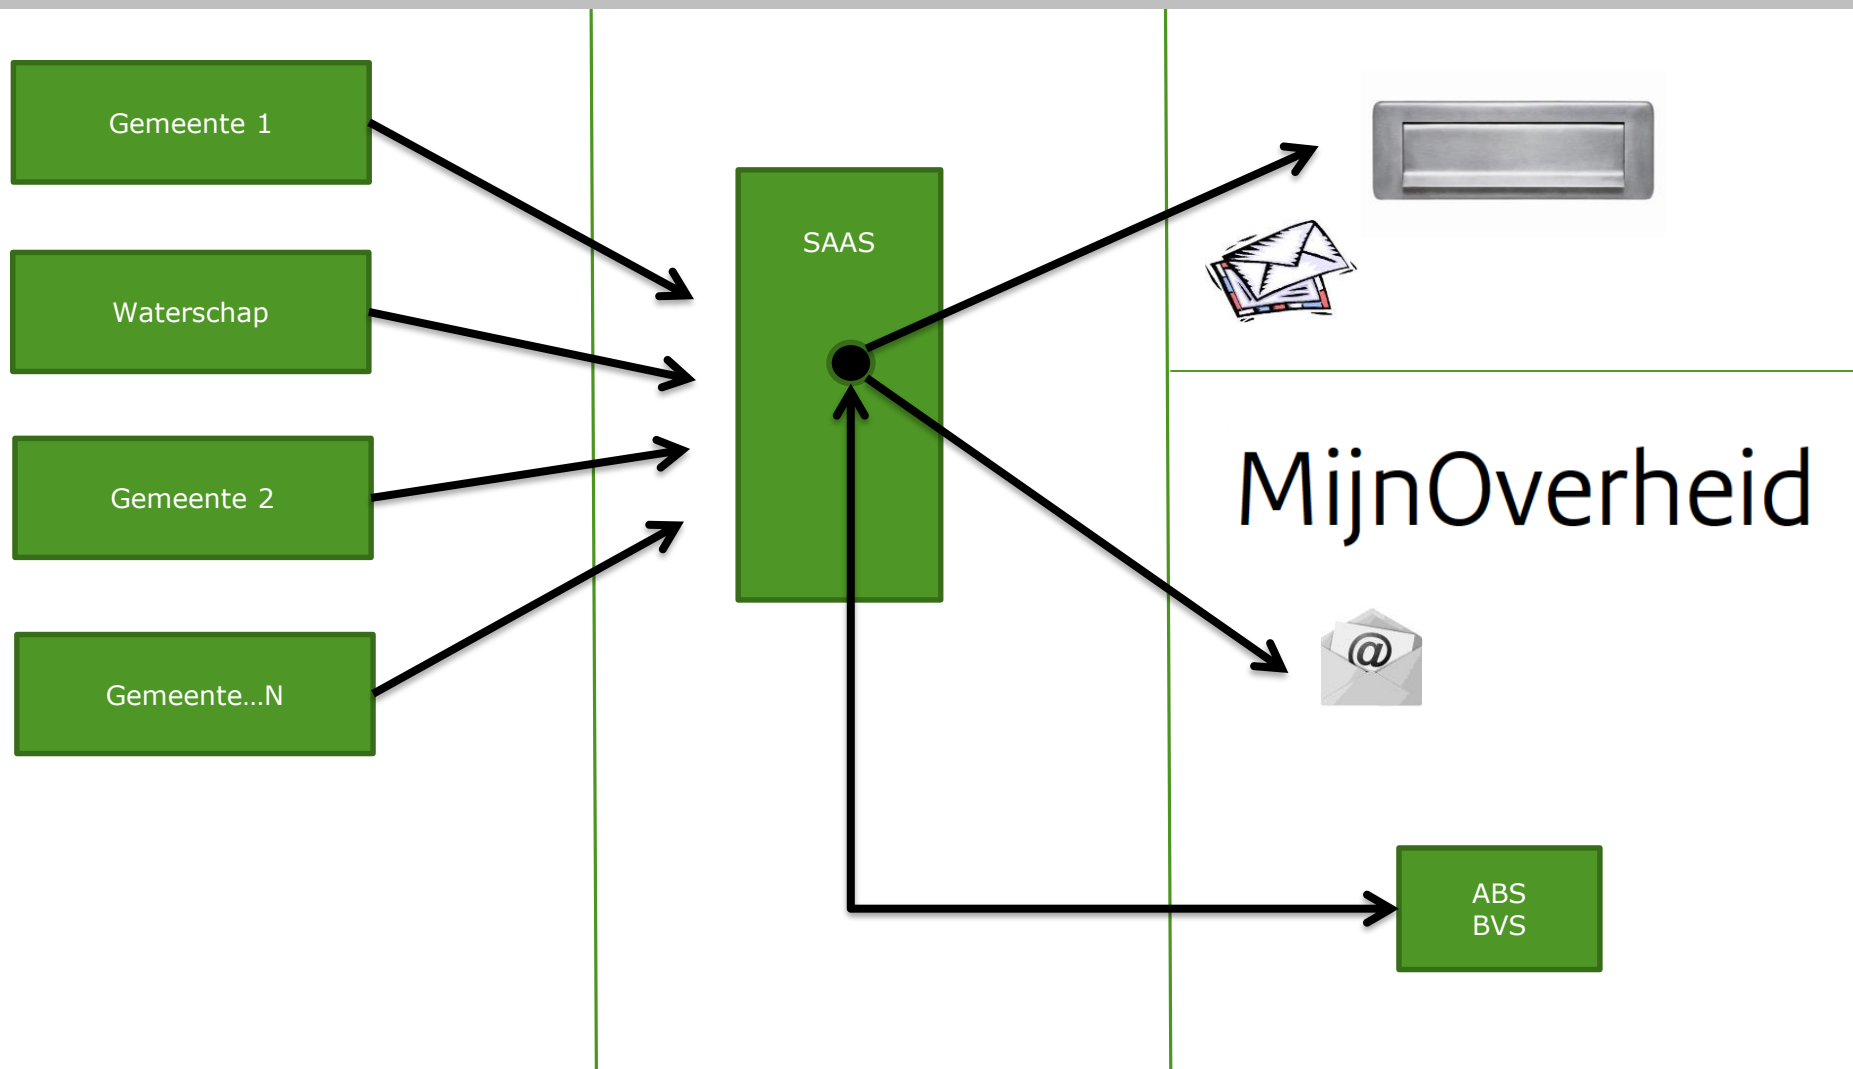 Gemeente 1
Waterschap
Gemeente 2
Gemeente...N
SAAS
MijnOverheid
@
ABS
BVS